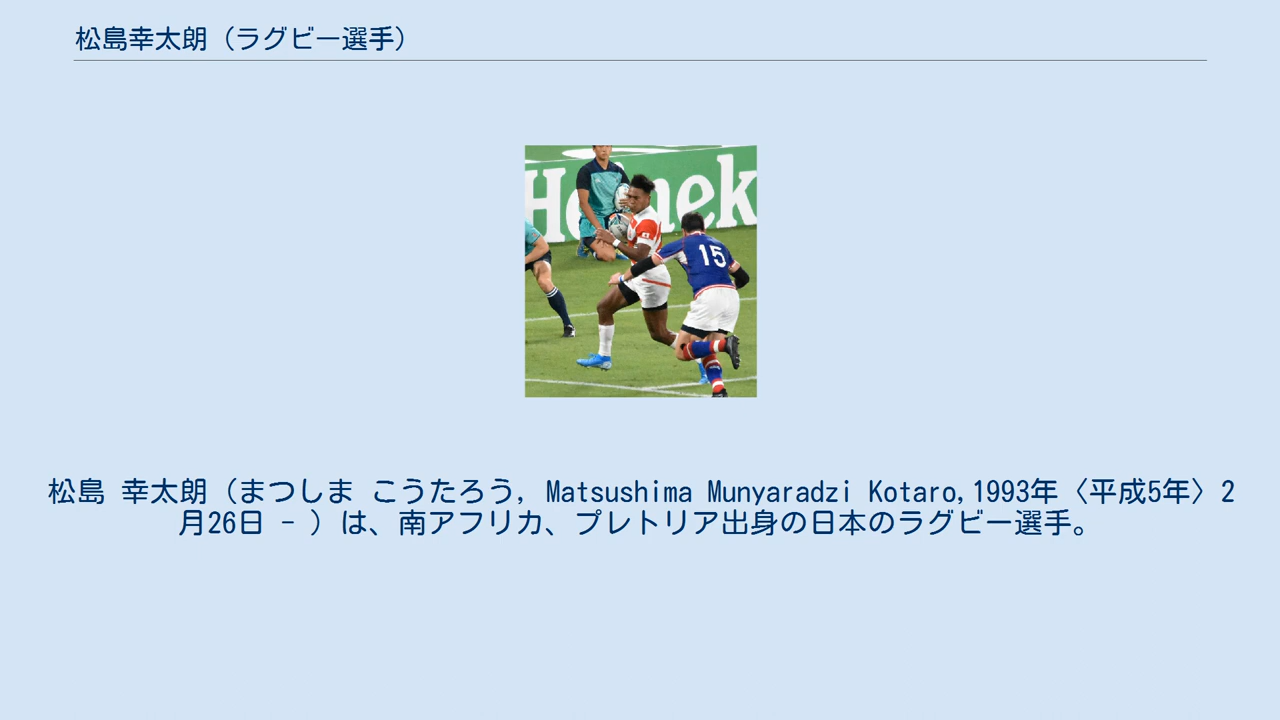 松島幸太朗（ラグビー選手）
Heineken
15
松島 幸太朗（まつしま こうたろう, Matsushima Munyaradzi Kotaro,1993年〈平成5年〉2
月26日 - ）は、南アフリカ、プレトリア出身の日本のラグビー選手。